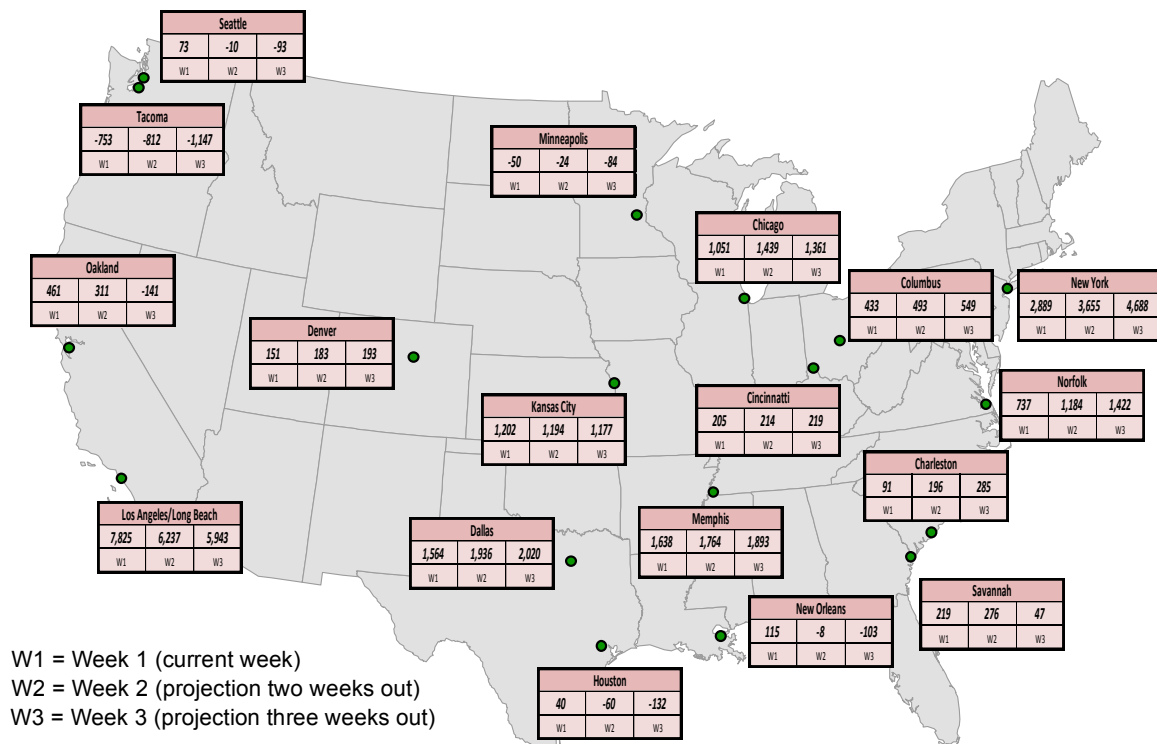 Seattle
73 -10 -93
W1 W2 W3
Tacoma
-753 -812 -1,147
W1 W2 W3
Minneapolis
-50 -24 -84
W1 W2 W3
Chicago
1,051 1,439 1,361
W1 W2 W3
Oakland
461 311 -141
W1 W2 W3
Columbus
433 493 549
W1 W2 W3
New York
2,889 3,655 4,688
W1 W2 W3
Denver
151 183 193
W1 W2 W3
Norfolk
737 1,184 1,422
W1 W2 W3
Kansas City
1,202 1,194 1,177
W1 W2 W3
Cincinnatti
205 214 219
W1 W2 W3
Charleston
91 196 285
W1 W2 W3
Los Angeles/Long Beach
7,825 6,237 5,943
W1 W2 W3
Dallas
1,564 1,936 2,020
W1 W2 W3
Memphis
1,638 1,764 1,893
W1 W2 W3
Savannah
219 276 47
W1 W2 W3
New Orleans
115 -8 -103
W1 W2 W3
Houston
40 -60 -132
W1 W2 W3
W1 = Week 1 (current week)
W2 = Week 2 (projection two weeks out)
W3 = Week 3 (projection three weeks out)